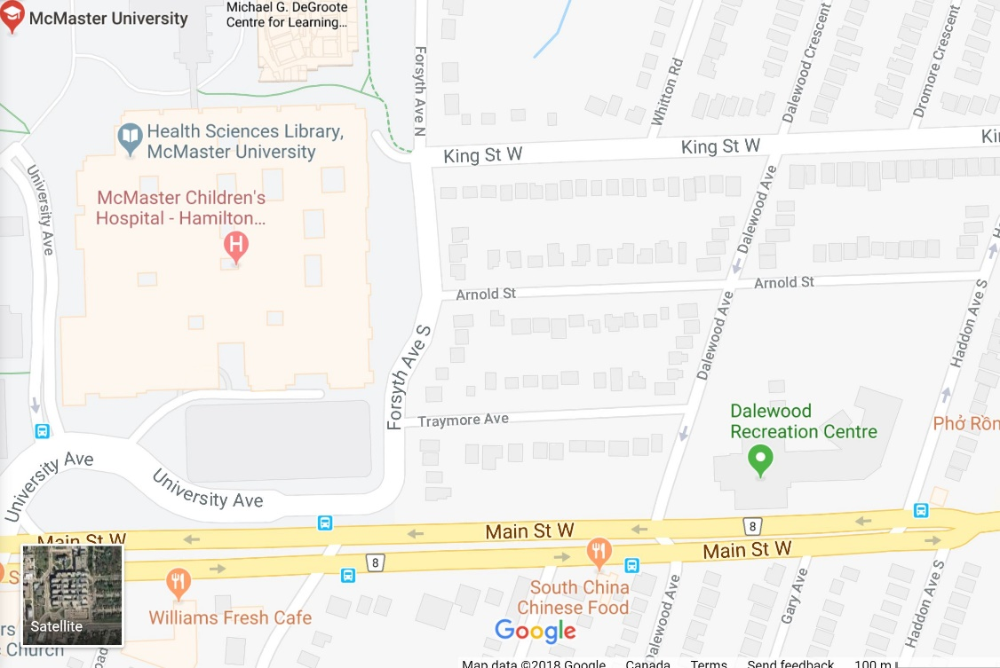 McMaster University
Michael G. DeGroote
Centre for Learning...
Forsyth Ave N
Whitton Rd
Dalewood Crescent
Dromore Crescent
Health Sciences Library,
McMaster University
King St W
King St W
University Ave
McMaster Children's
Hospital - Hamilton...
H
Dalewood Ave
Arnold St
Arnold St
Dalewood Ave
Haddon Ave S
Forsyth Ave S
Traymore Ave
Dalewood
Recreation Centre
Phở Rồn
University Ave
University Ave
Main St W
Main St W
8
8
Main St W
South China
Chinese Food
Williams Fresh Cafe
Dalewood Ave
Gary Ave
Haddon Ave S
Satellite
Church
Google
Map data ©2018 Google Canada Terms Send feedback 100 m